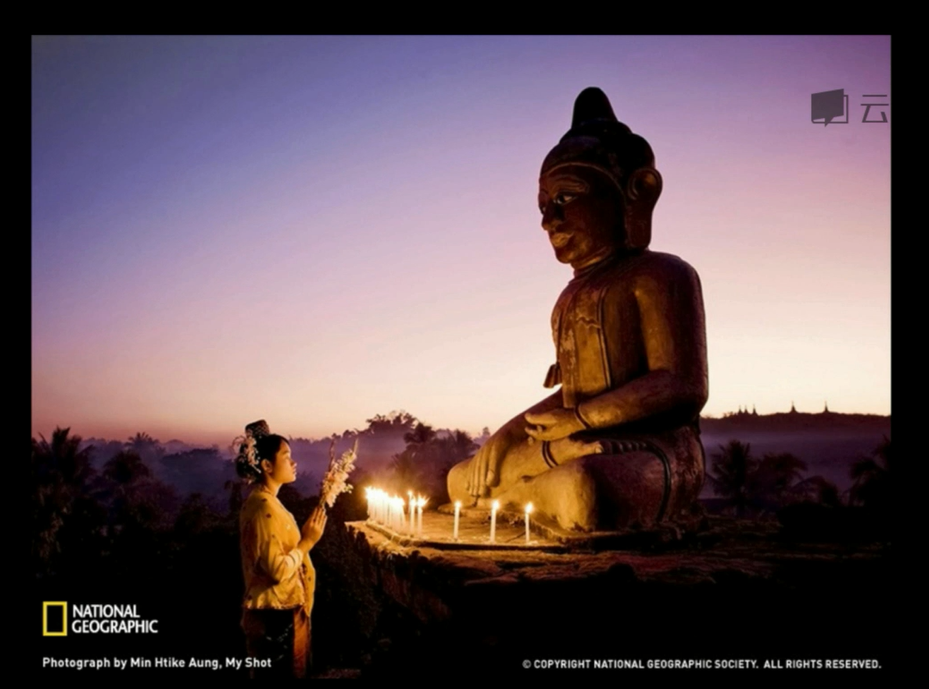 云
NATIONAL
GEOGRAPHIC
Photograph by Min Htike Aung, My Shot
© COPYRIGHT NATIONAL GEOGRAPHIC SOCIETY. ALL RIGHTS RESERVED.